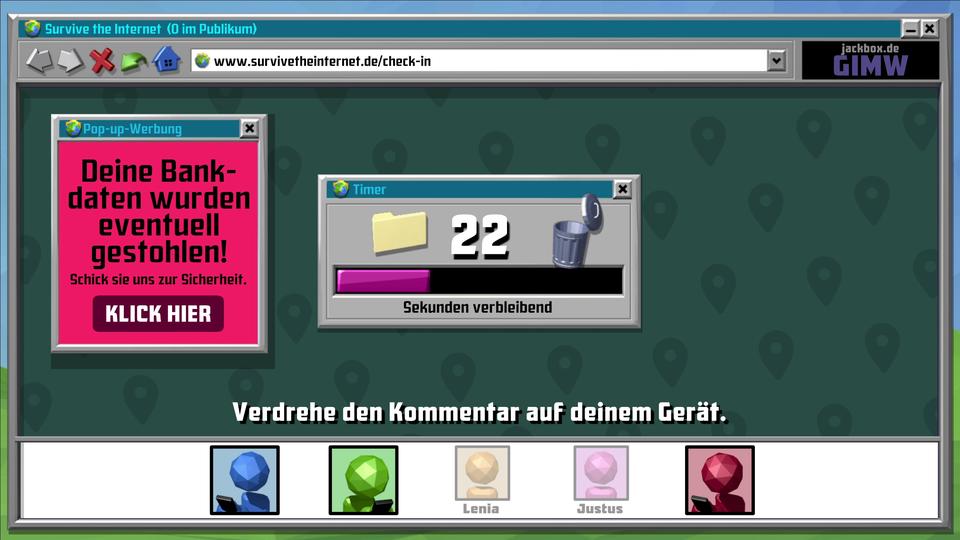 Survive the Internet (0 im Publikum)
www.survivetheinternet.de/check-in
jackbox.de
GIMW
Pop-up-Werbung
Deine Bank-
daten wurden
eventuell
gestohlen!
Schick sie uns zur Sicherheit.
KLICK HIER
Timer
22
Sekunden verbleibend
Verdrehe den Kommentar auf deinem Gerät.
Lenia
Justus